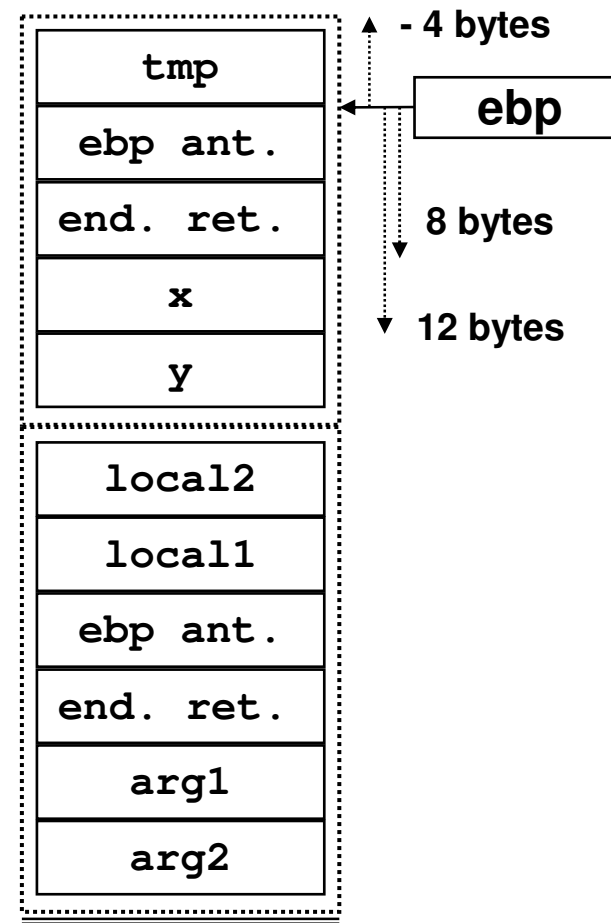 - 4 bytes
tmp
ebp
ebp ant.
end. ret.
8 bytes
x
12 bytes
y
local2
local1
ebp ant.
end. ret.
arg1
arg2